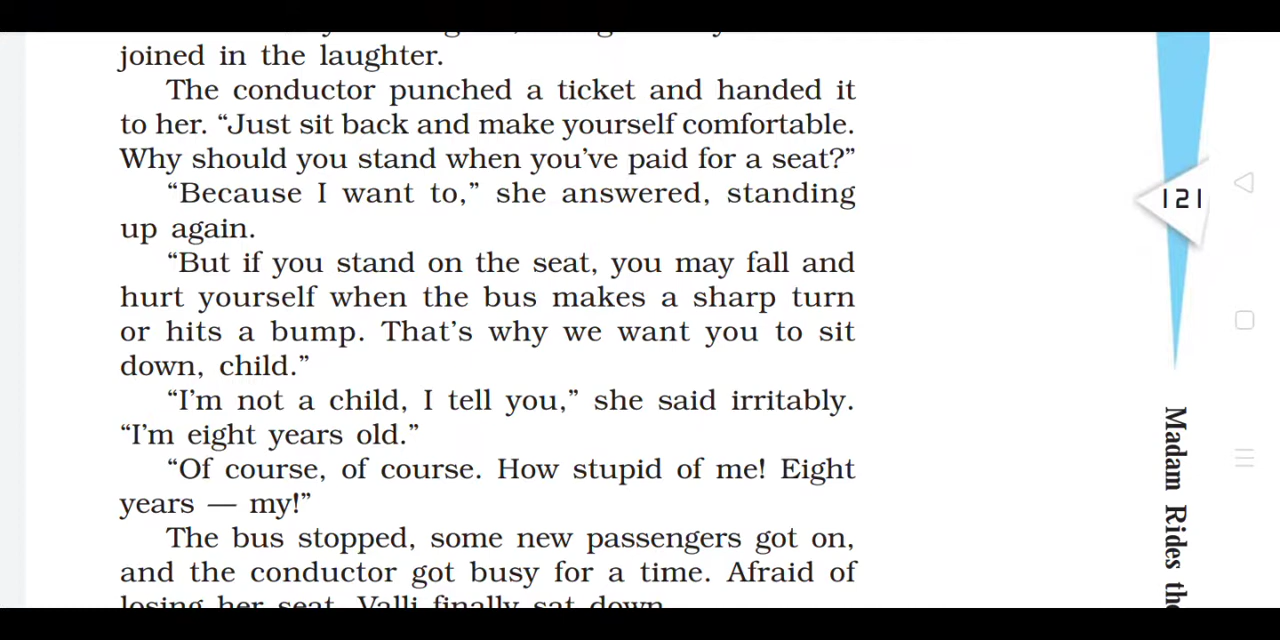 joined in the laughter.
The conductor punched a ticket and handed it
to her. “Just sit back and make yourself comfortable.
Why should you stand when you’ve paid for a seat?”
“Because I want to,” she answered, standing
up again.
“But if you stand on the seat, you may fall and
hurt yourself when the bus makes a sharp turn
or hits a bump. That’s why we want you to sit
down, child.”
“I’m not a child, I tell you,” she said irritably.
“I’m eight years old.”
“Of course, of course. How stupid of me! Eight
years — my!”
The bus stopped, some new passengers got on,
and the conductor got busy for a time. Afraid of
losing her seat, Valli finally sat down.
121
Madam Rides the